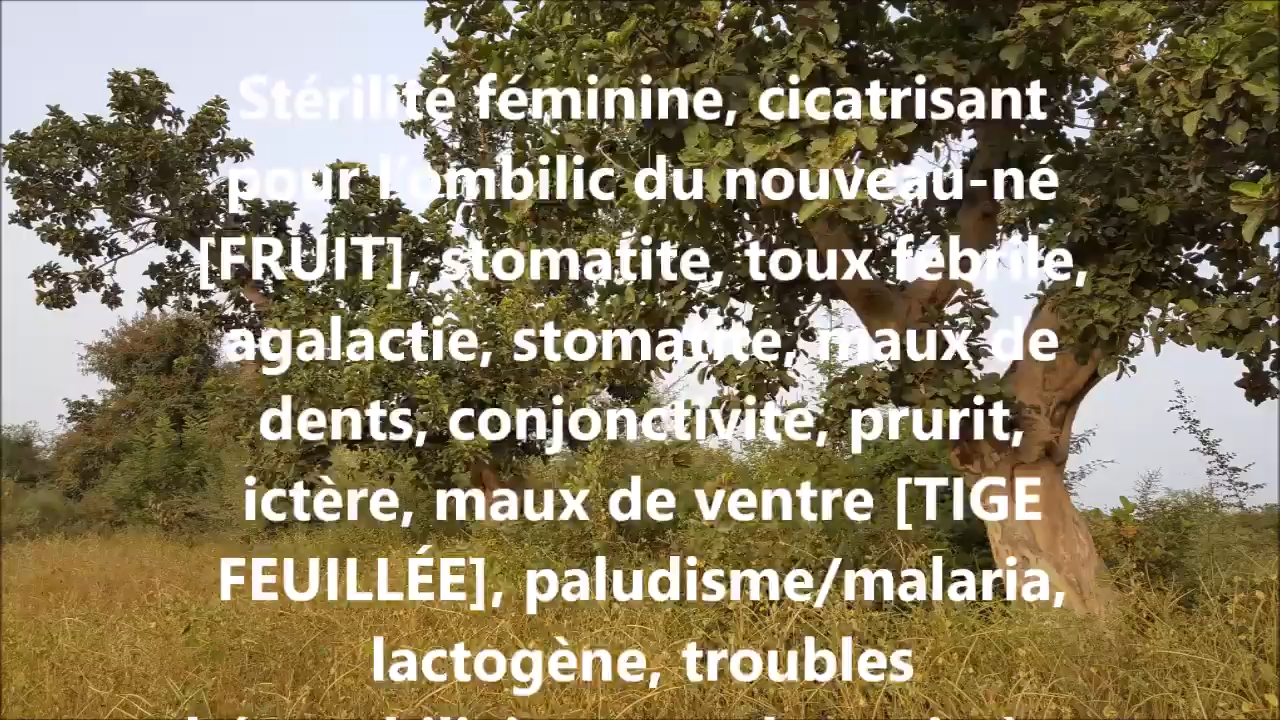 Stérilité féminine, cicatrisant
pour l'ombilic du nouveau-né
[FRUIT], stomatite, toux fébrile,
agalactie, stomatite, maux de
dents, conjonctivite, prurit,
ictère, maux de ventre [TIGE
FEUILLÉE], paludisme/malaria,
lactogène, troubles